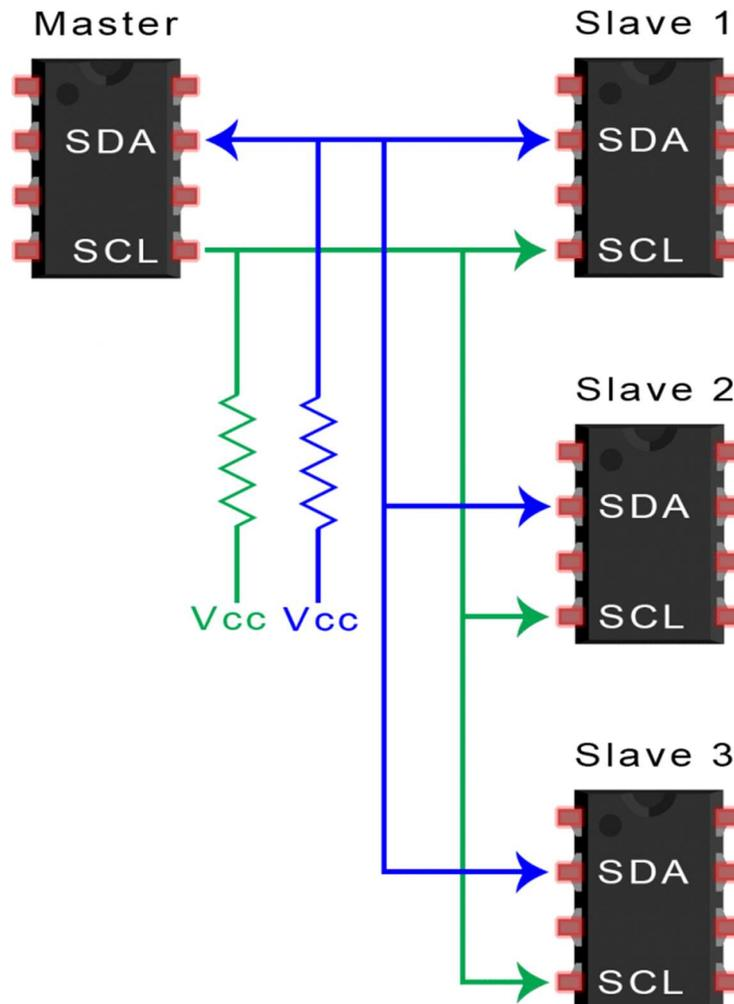 Master
Slave 1
SDA
SDA
SCL
SCL
Slave 2
SDA
Vcc
Vcc
SCL
Slave 3
SDA
SCL